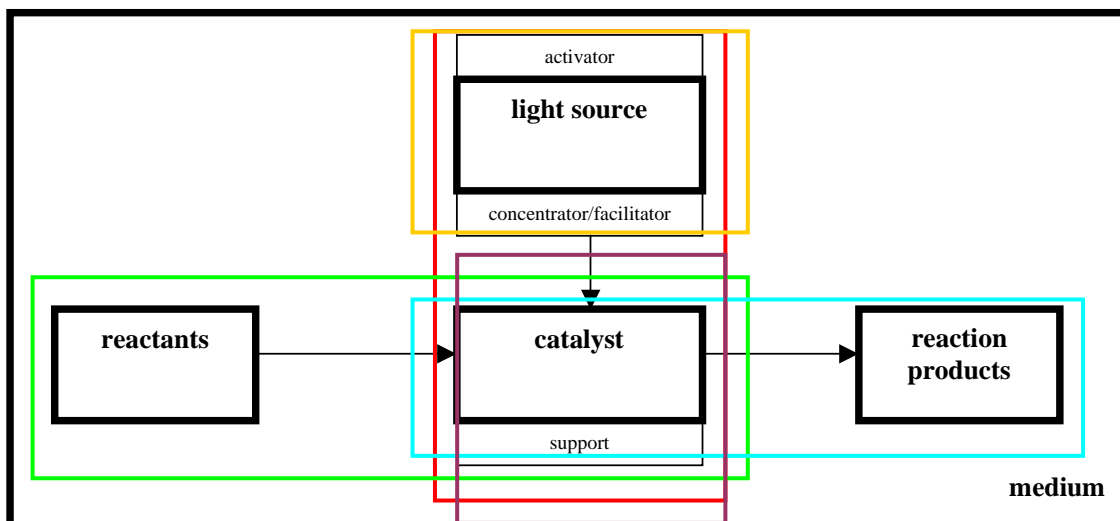 activator
light source
concentrator/facilitator
reactants
catalyst
reaction
products
support
medium